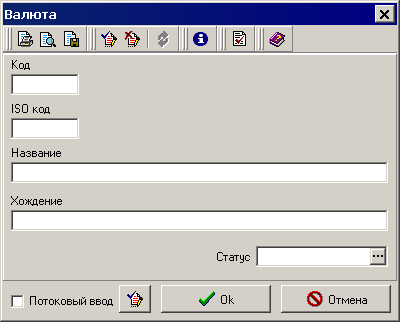 Валюта
Код
ISO код
Название
Хождение
Статус
Потоковый ввод
Ok
Отмена